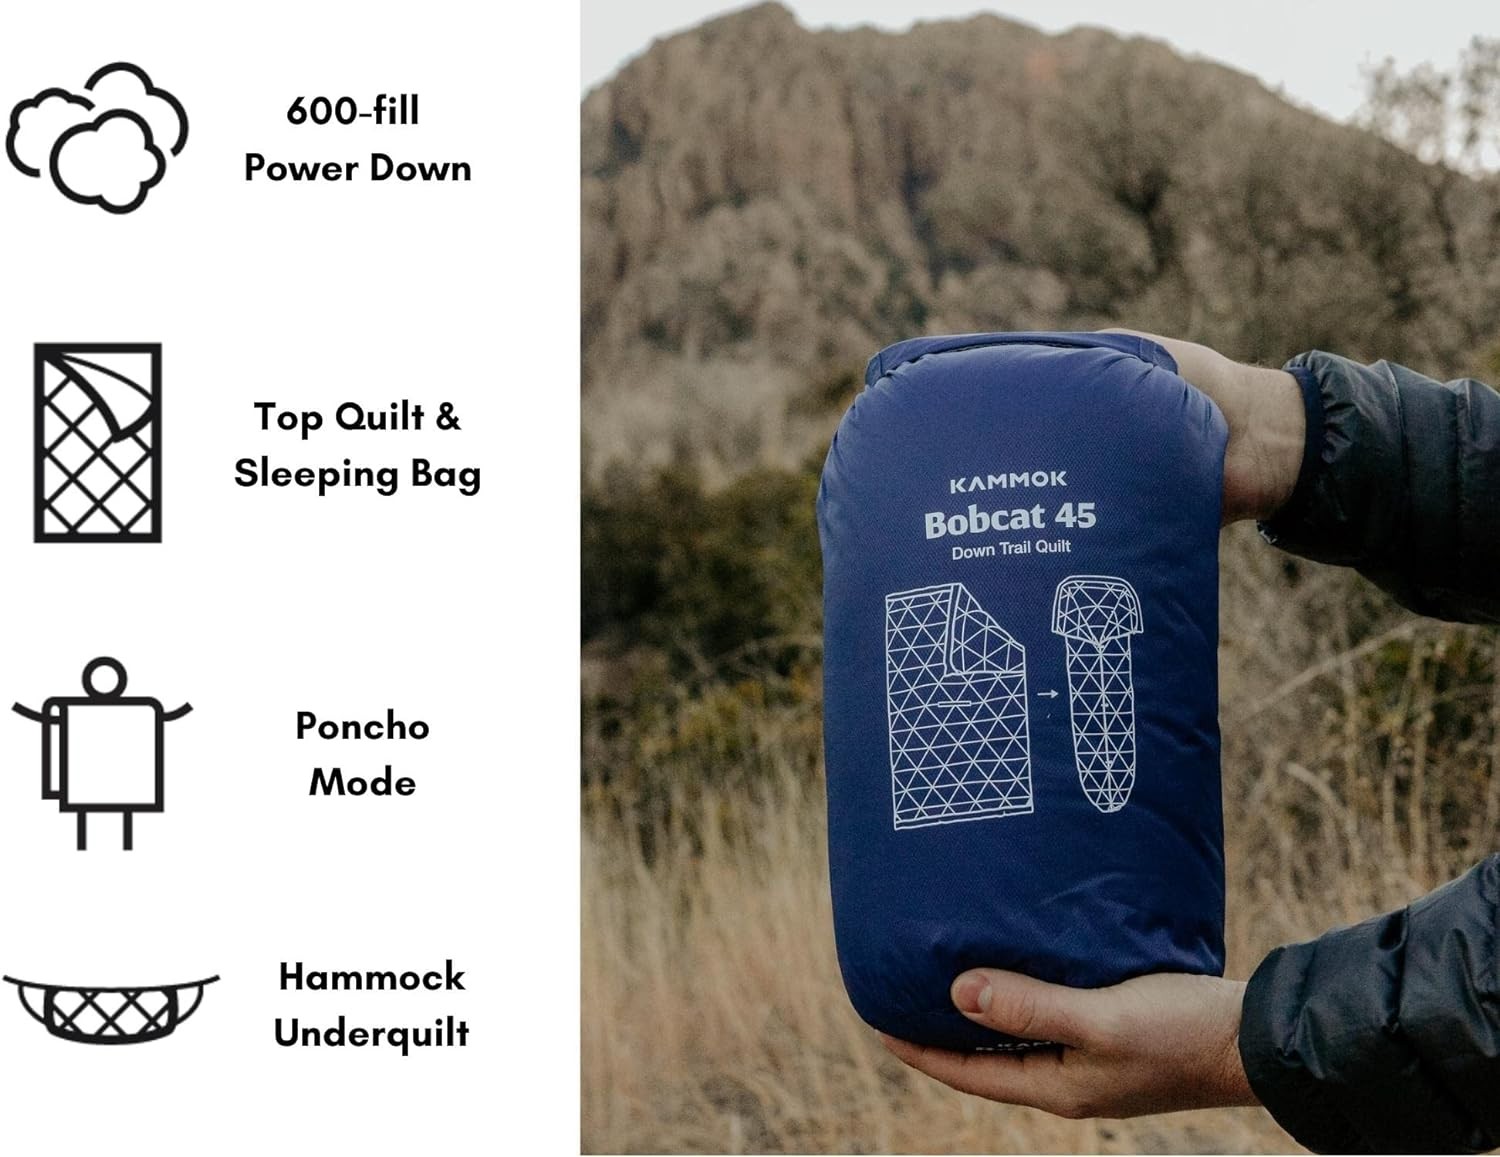 600-fill
Power Down
Top Quilt &
Sleeping Bag
Poncho
Mode
Hammock
Underquilt
KAMMOK
Bobcat 45
Down Trail Quilt